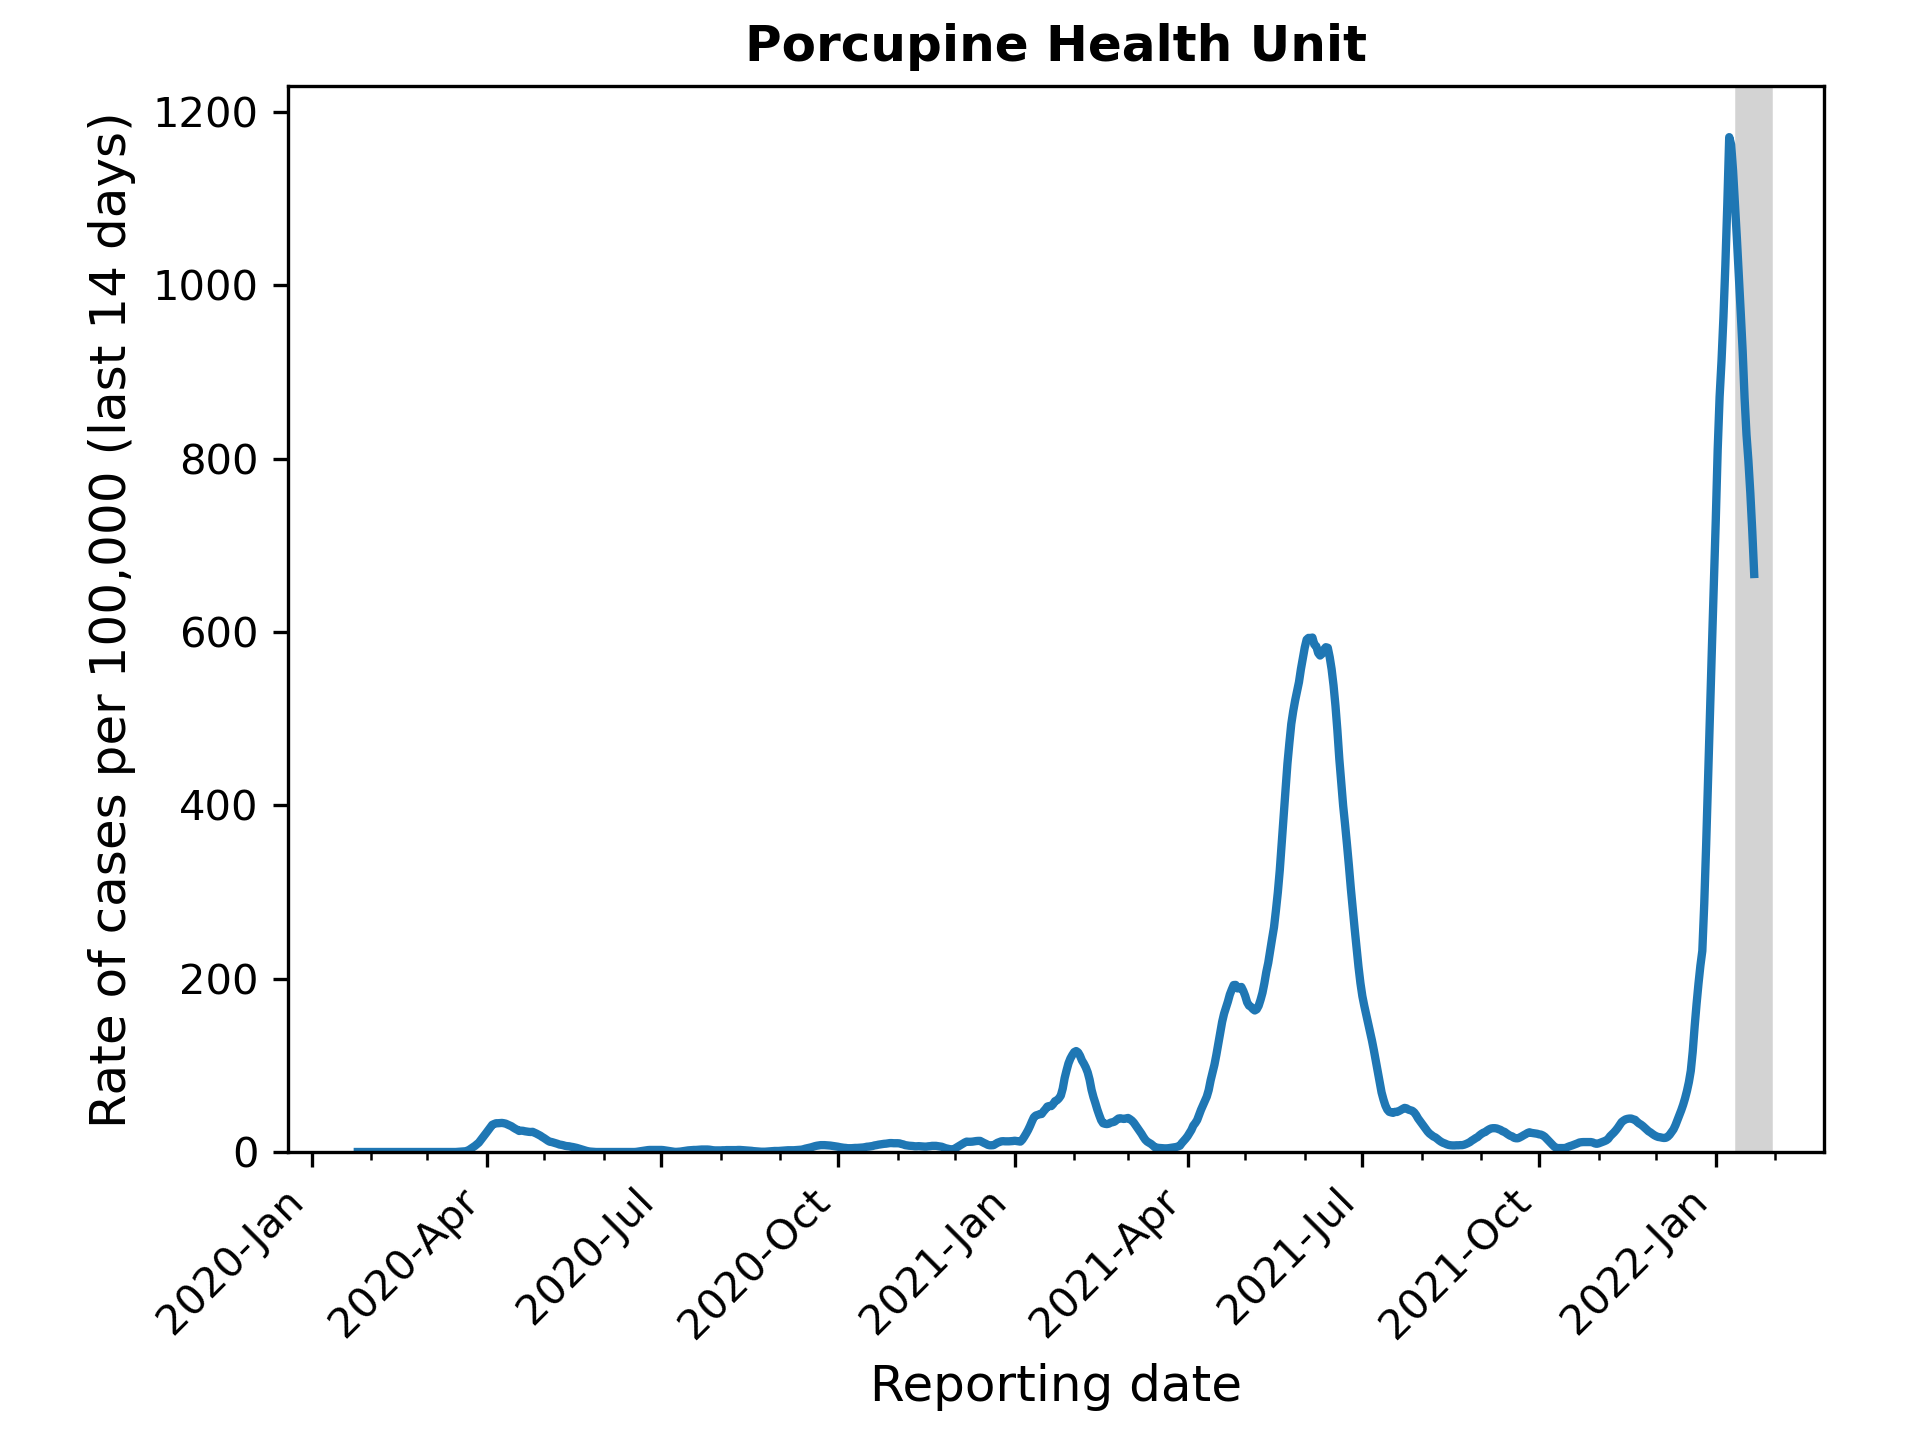 Porcupine Health Unit
Rate of cases per 100,000 (last 14 days)
1200
1000
800
600
400
200
0
2020-Jan
2020-Apr
2020-Jul
2020-Oct
2021-Jan
2021-Apr
2021-Jul
2021-Oct
2022-Jan
Reporting date